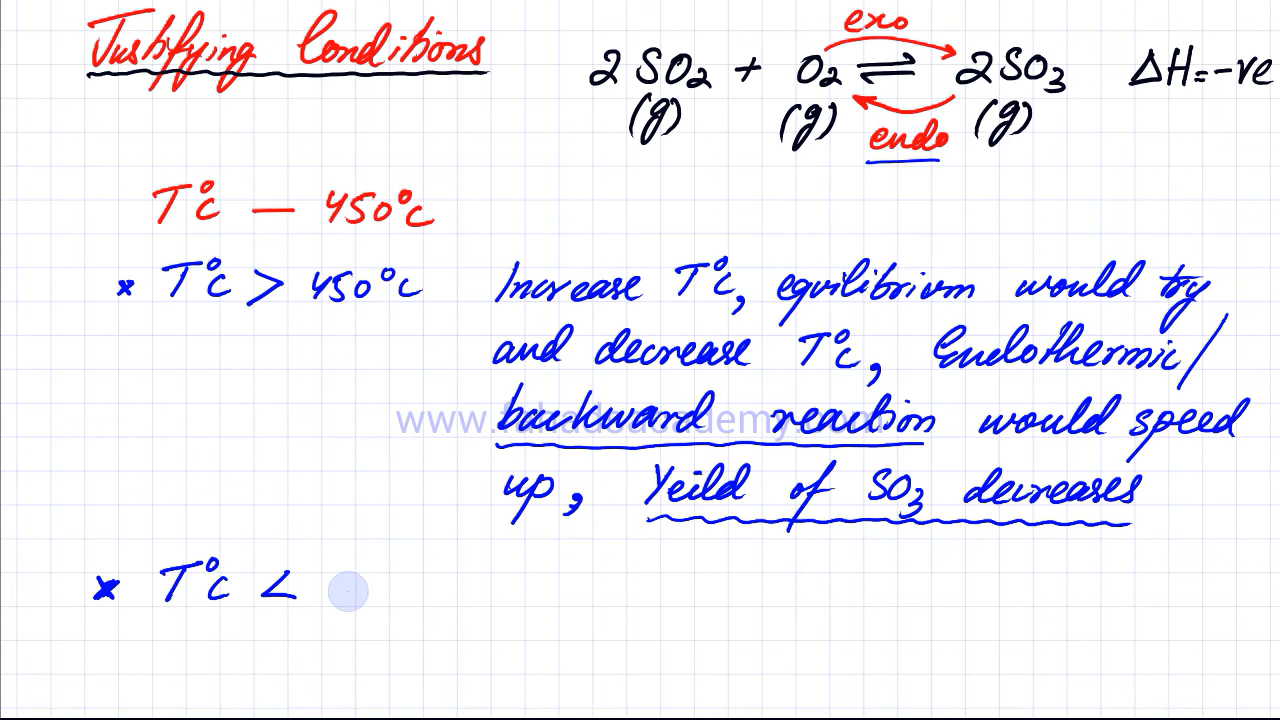 Justifying Conditions
exo
2SO₂ + O₂ ⇌ 2SO₃ ΔH = -ve
(g) (g) (g)
endo
T°C — 450°C
* T°C > 450°C Increase T°C, equilibrium would try
and decrease T°C, Endothermic/
backward reaction would speed
up, Yeild of SO₃ decreases
* T°C <